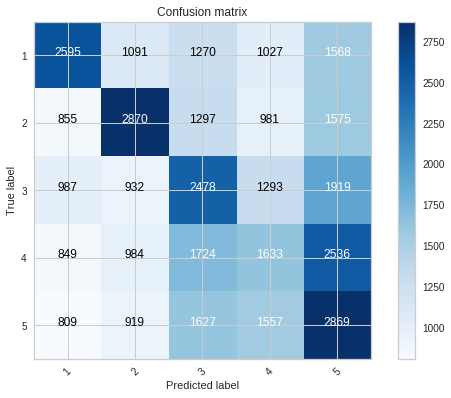 Confusion matrix
1 2595 1091 1270 1027 1568
2 855 2870 1297 981 1575
3 987 932 2478 1293 1919
4 849 984 1724 1633 2536
5 809 919 1627 1557 2869
1 2 3 4 5
True label
Predicted label
2750
2500
2250
2000
1750
1500
1250
1000